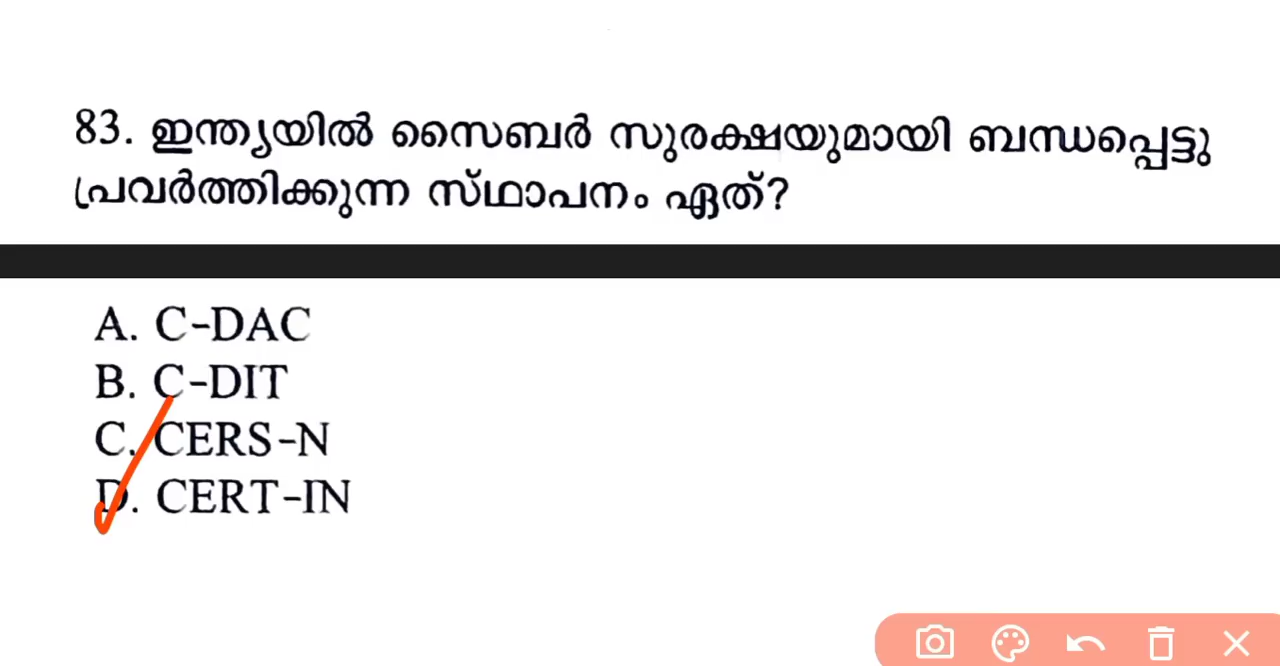 83. ഇന്ത്യയിൽ സൈബർ സുരക്ഷയുമായി ബന്ധപ്പെട്ടു
പ്രവർത്തിക്കുന്ന സ്ഥാപനം ഏത്?
A. C-DAC
B. C-DIT
C. CERS-N
D. CERT-IN